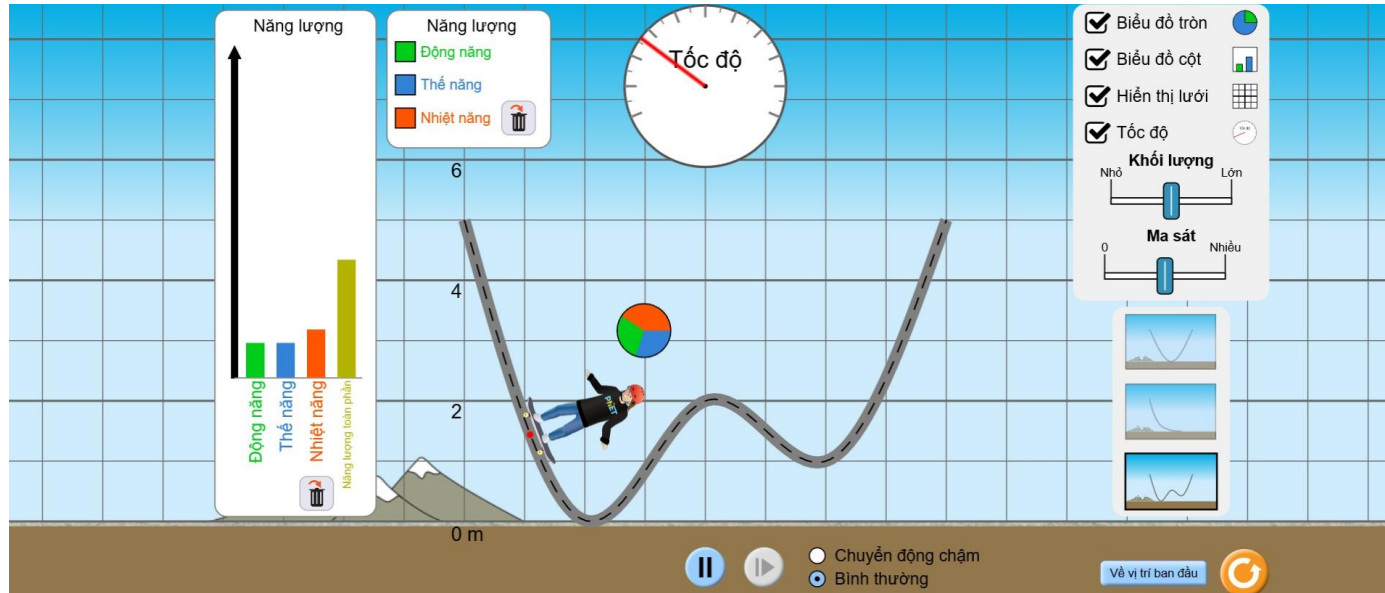 Năng lượng
Động năng
Thế năng
Nhiệt năng
Năng lượng toàn phần
Năng lượng
Động năng
Thế năng
Nhiệt năng
Tốc độ
6
4
2
0 m
PhET
Biểu đồ tròn
Biểu đồ cột
Hiển thị lưới
Tốc độ
Khối lượng
Nhỏ
Lớn
Ma sát
0
Nhiều
Chuyển động chậm
Bình thường
Về vị trí ban đầu